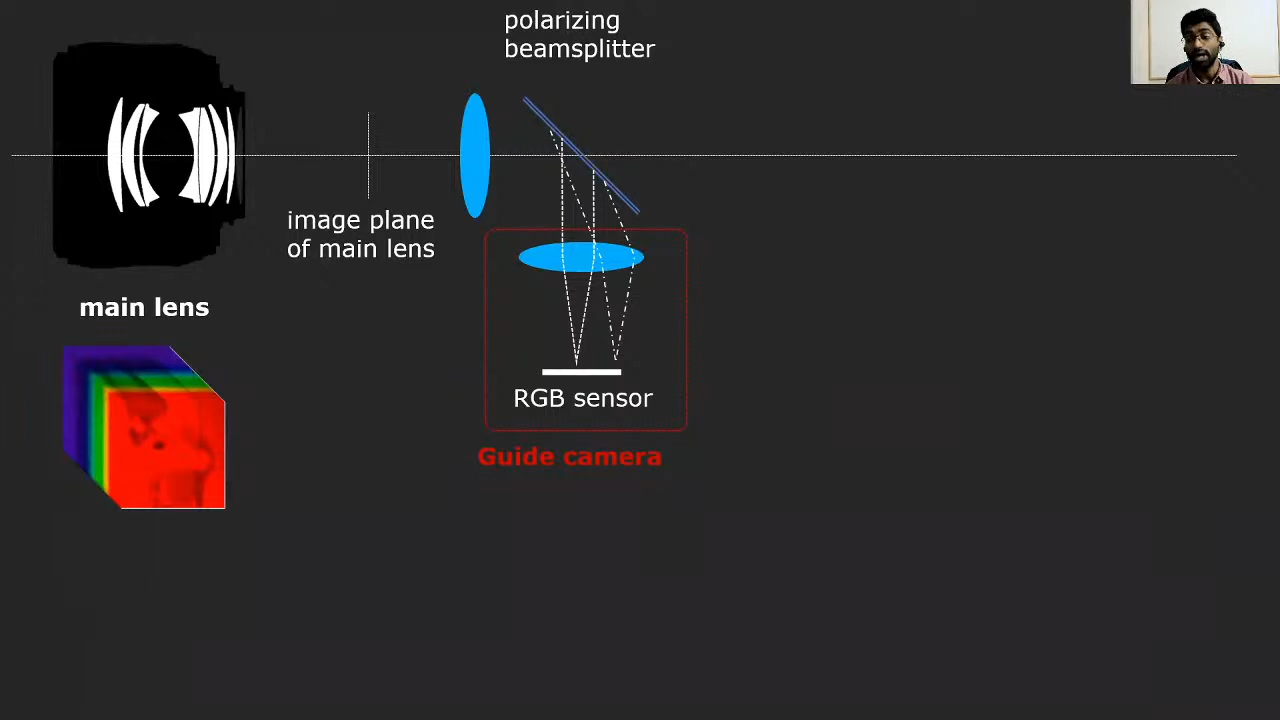 polarizing
beamsplitter
image plane
of main lens
main lens
RGB sensor
Guide camera